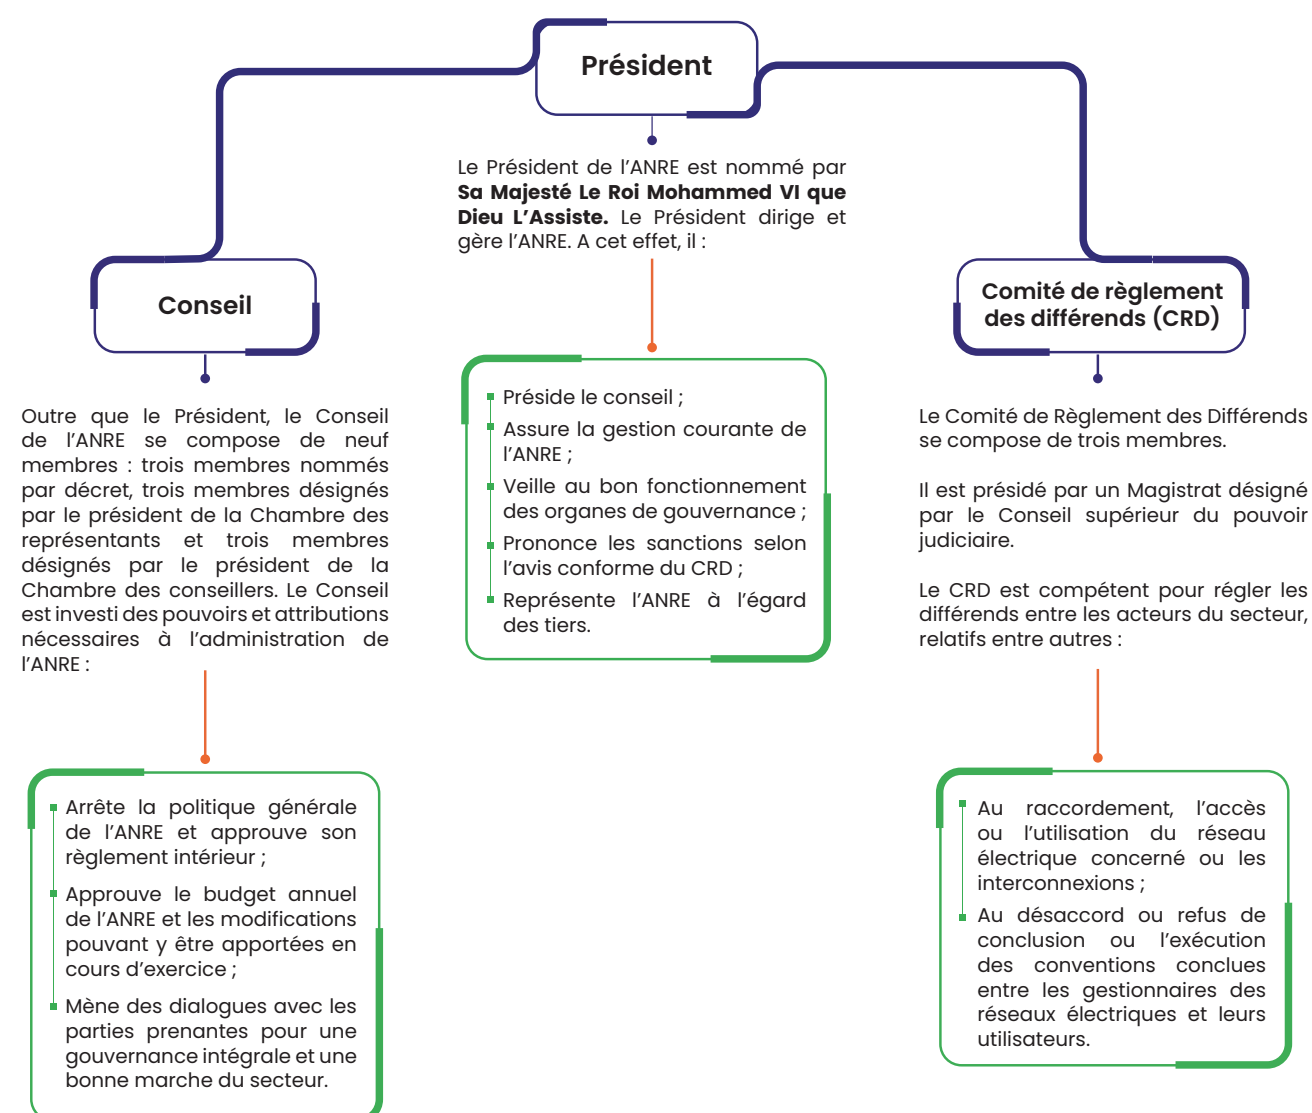 Président
Le Président de l’ANRE est nommé par
Sa Majesté Le Roi Mohammed VI que
Dieu L’Assiste. Le Président dirige et
gère l’ANRE. A cet effet, il :
Préside le conseil ;
Assure la gestion courante de
l’ANRE ;
Veille au bon fonctionnement
des organes de gouvernance ;
Prononce les sanctions selon
l’avis conforme du CRD ;
Représente l’ANRE à l’égard
des tiers.
Conseil
Outre que le Président, le Conseil
de l’ANRE se compose de neuf
membres : trois membres nommés
par décret, trois membres désignés
par le président de la Chambre des
représentants et trois membres
désignés par le président de la
Chambre des conseillers. Le Conseil
est investi des pouvoirs et attributions
nécessaires à l’administration de
l’ANRE :
Arrête la politique générale
de l’ANRE et approuve son
règlement intérieur ;
Approuve le budget annuel
de l’ANRE et les modifications
pouvant y être apportées en
cours d’exercice ;
Mène des dialogues avec les
parties prenantes pour une
gouvernance intégrale et une
bonne marche du secteur.
Comité de règlement
des différends (CRD)
Le Comité de Règlement des Différends
se compose de trois membres.
Il est présidé par un Magistrat désigné
par le Conseil supérieur du pouvoir
judiciaire.
Le CRD est compétent pour régler les
différends entre les acteurs du secteur,
relatifs entre autres :
Au raccordement, l’accès
ou l’utilisation du réseau
électrique concerné ou les
interconnexions ;
Au désaccord ou refus de
conclusion ou l’exécution
des conventions conclues
entre les gestionnaires des
réseaux électriques et leurs
utilisateurs.